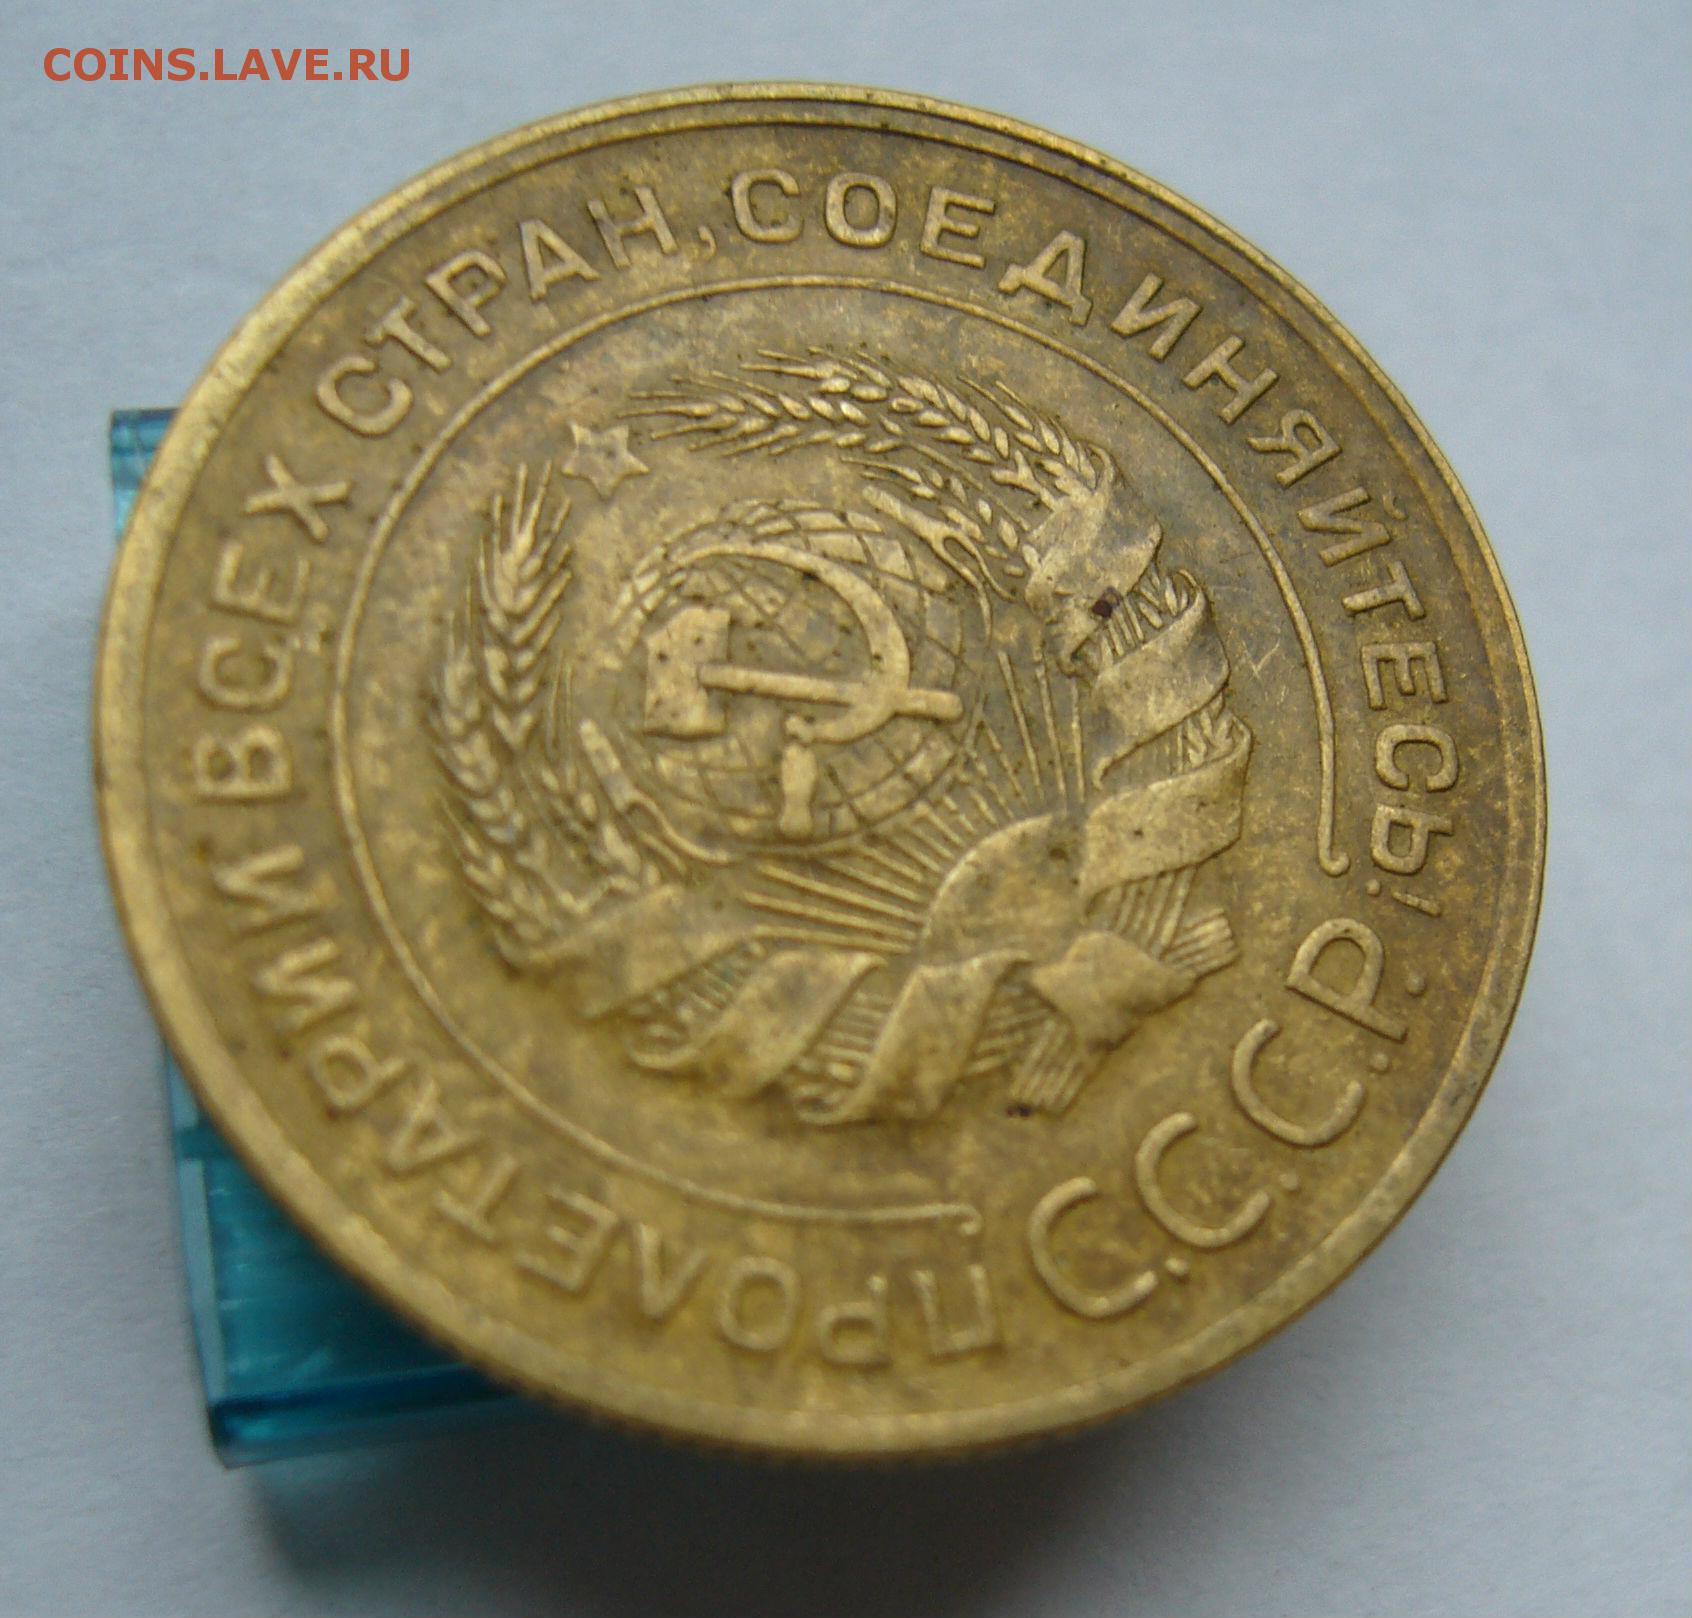 COINS.LAVE.RU
ПРОЛЕТАРИИ ВСЕХ СТРАН, СОЕДИНЯЙТЕСЬ!
С.С.С.Р.